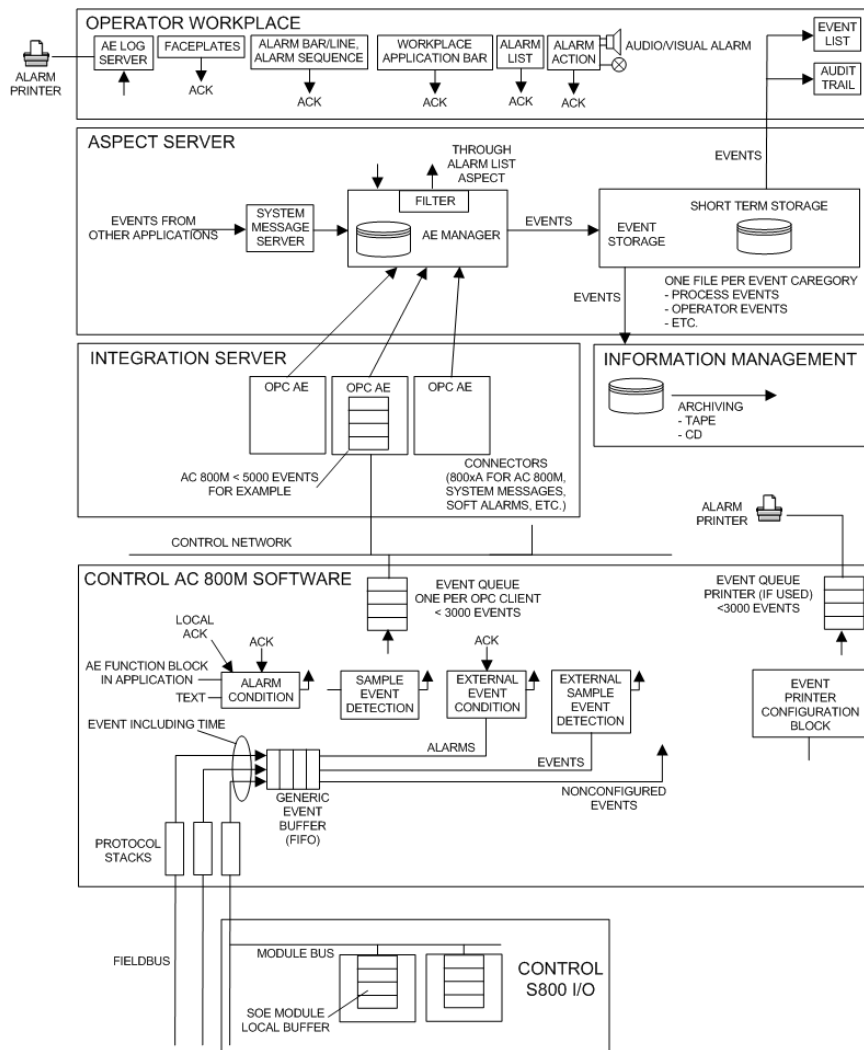 OPERATOR WORKPLACE
ALARM
PRINTER
AE LOG
SERVER
FACEPLATES
ACK
ALARM BAR/LINE,
ALARM SEQUENCE
ACK
WORKPLACE
APPLICATION BAR
ACK
ALARM
LIST
ACK
ALARM
ACTION
ACK
AUDIO/VISUAL ALARM
EVENT
LIST
AUDIT
TRAIL
ASPECT SERVER
EVENTS
EVENTS FROM
OTHER APPLICATIONS
SYSTEM
MESSAGE
SERVER
THROUGH
ALARM LIST
ASPECT
FILTER
AE MANAGER
EVENTS
SHORT TERM STORAGE
EVENT
STORAGE
EVENTS
ONE FILE PER EVENT CAREGORY
- PROCESS EVENTS
- OPERATOR EVENTS
- ETC.
INTEGRATION SERVER
OPC AE
OPC AE
OPC AE
AC 800M < 5000 EVENTS
FOR EXAMPLE
CONNECTORS
(800xA FOR AC 800M,
SYSTEM MESSAGES,
SOFT ALARMS, ETC.)
INFORMATION MANAGEMENT
ARCHIVING
- TAPE
- CD
ALARM
PRINTER
CONTROL NETWORK
CONTROL AC 800M SOFTWARE
EVENT QUEUE
ONE PER OPC CLIENT
< 3000 EVENTS
EVENT QUEUE
PRINTER (IF USED)
<3000 EVENTS
LOCAL
ACK
ACK
AE FUNCTION BLOCK
IN APPLICATION
TEXT
ALARM
CONDITION
SAMPLE
EVENT
DETECTION
ACK
EXTERNAL
EVENT
CONDITION
EXTERNAL
SAMPLE
EVENT
DETECTION
EVENT
PRINTER
CONFIGURATION
BLOCK
EVENT INCLUDING TIME
ALARMS
EVENTS
NONCONFIGURED
EVENTS
GENERIC
EVENT
BUFFER
(FIFO)
PROTOCOL
STACKS
FIELDBUS
MODULE BUS
SOE MODULE
LOCAL BUFFER
CONTROL
S800 I/O